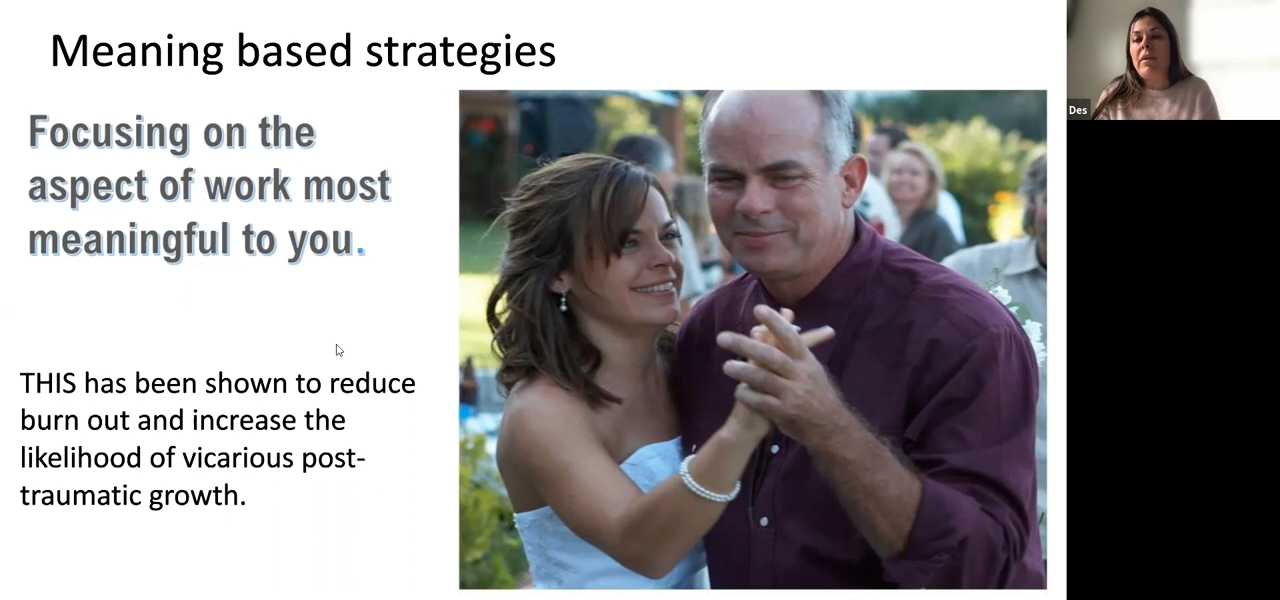 Meaning based strategies
Focusing on the
aspect of work most
meaningful to you.
THIS has been shown to reduce
burn out and increase the
likelihood of vicarious post-
traumatic growth.
Des